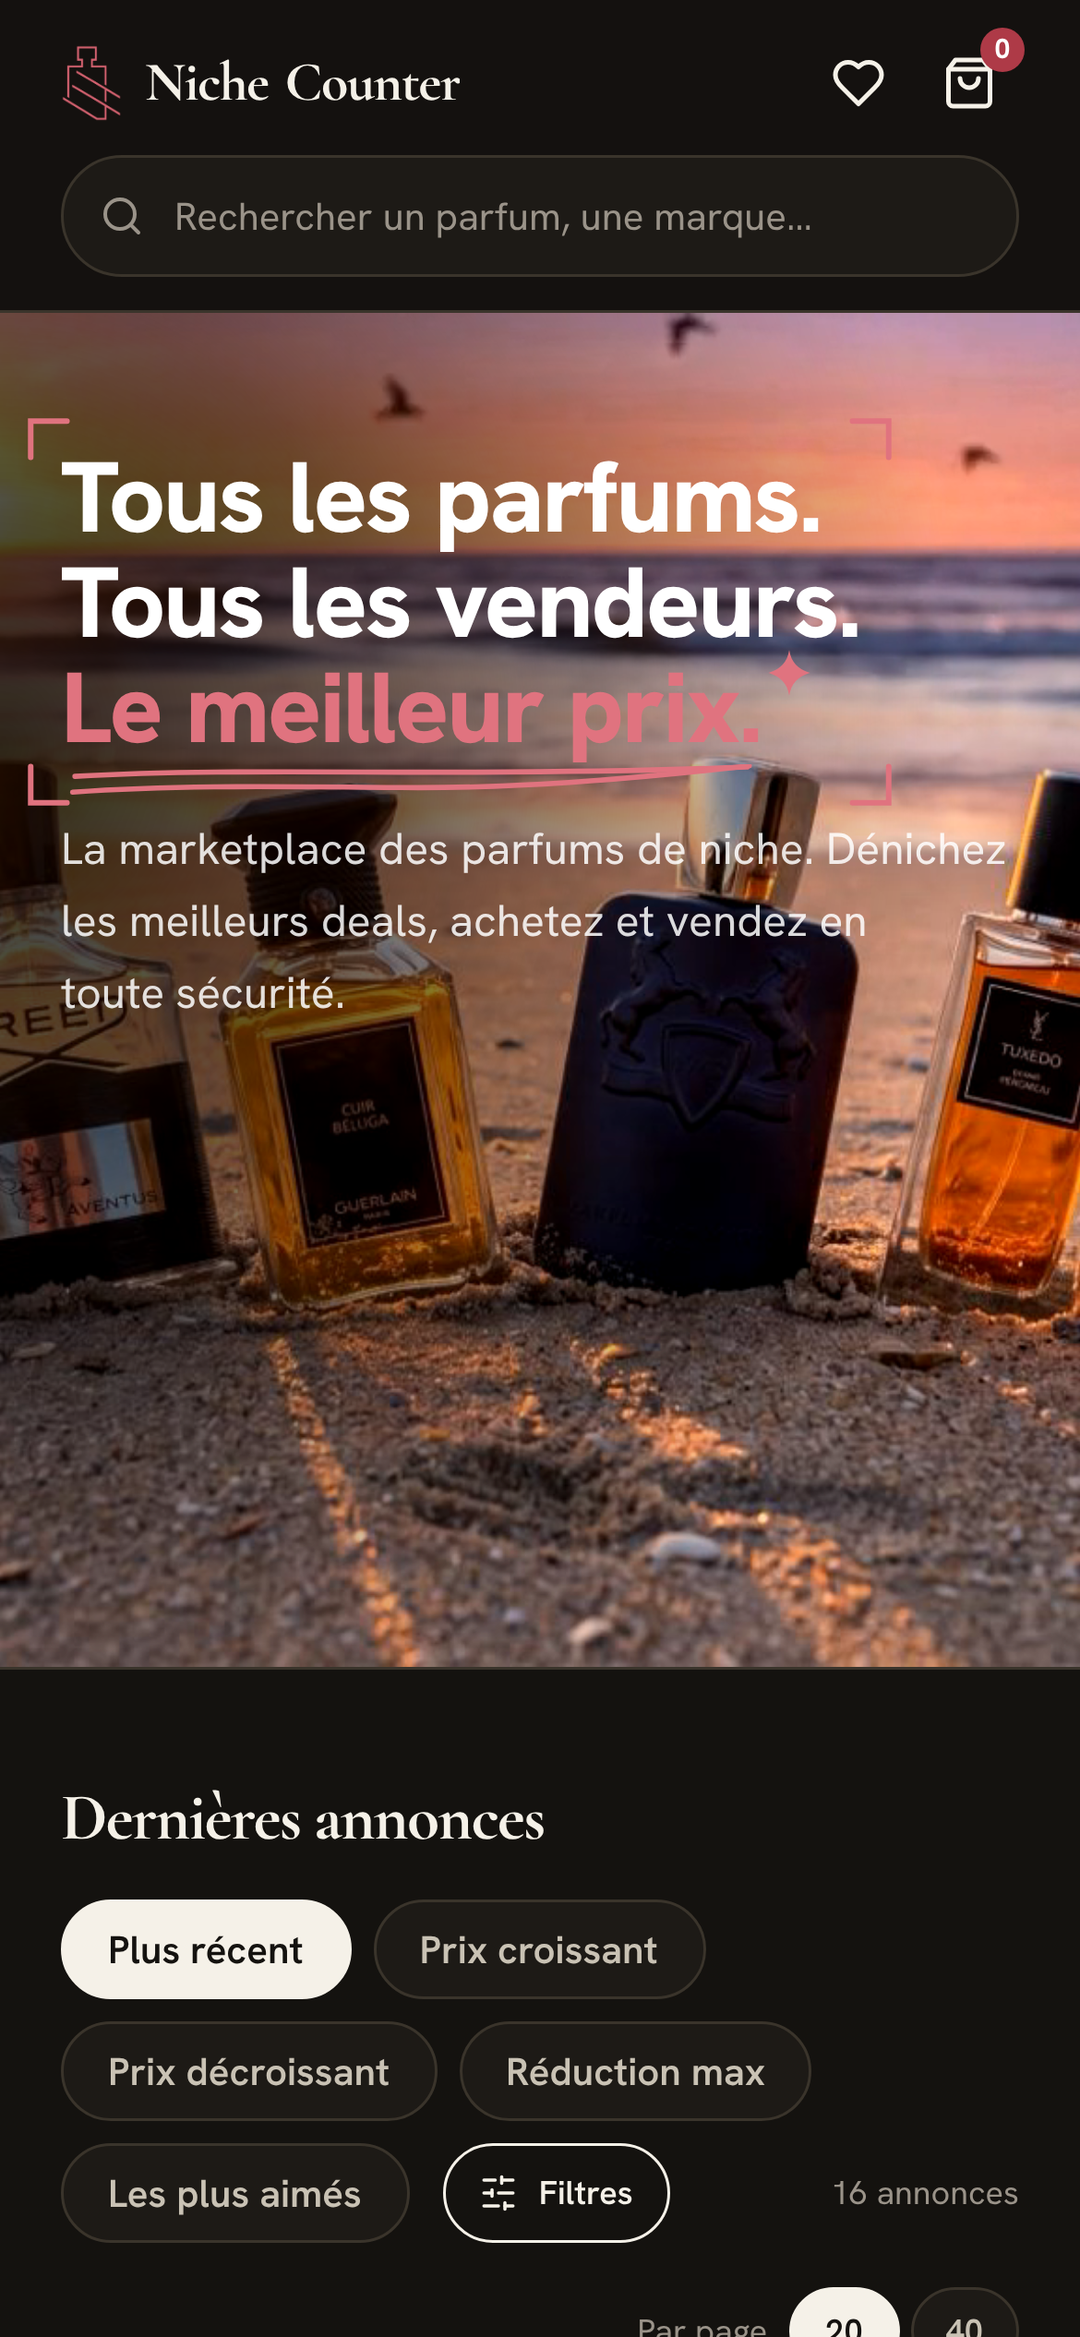 Niche Counter
0
Rechercher un parfum, une marque...
Tous les parfums.
Tous les vendeurs.
Le meilleur prix.
La marketplace des parfums de niche. Dénichez
les meilleurs deals, achetez et vendez en
toute sécurité.
REED
AVENTUS
CUIR
BELUGA
GUERLAIN
PARIS
TUXEDO
Dernières annonces
Plus récent
Prix croissant
Prix décroissant
Réduction max
Les plus aimés
Filtres
16 annonces
Par page
20
40